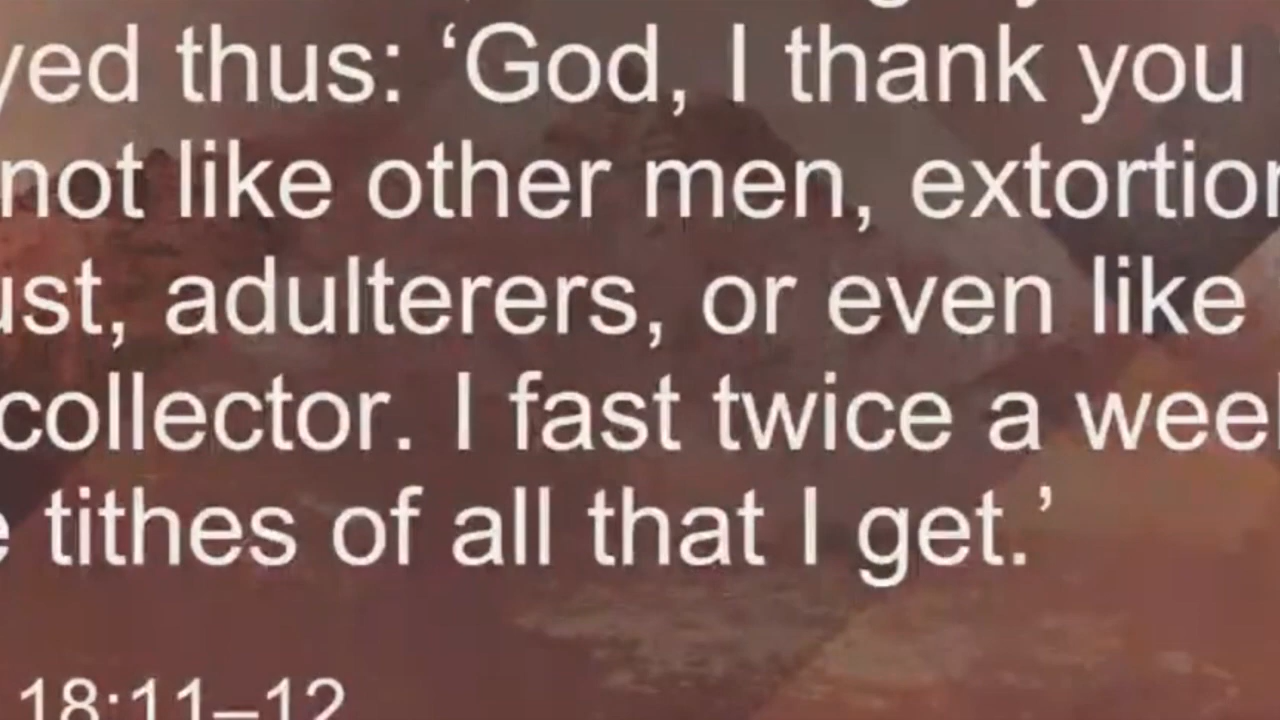 yed thus: ‘God, I thank you
not like other men, extortion
ust, adulterers, or even like
collector. I fast twice a week
e tithes of all that I get.’
18:11–12